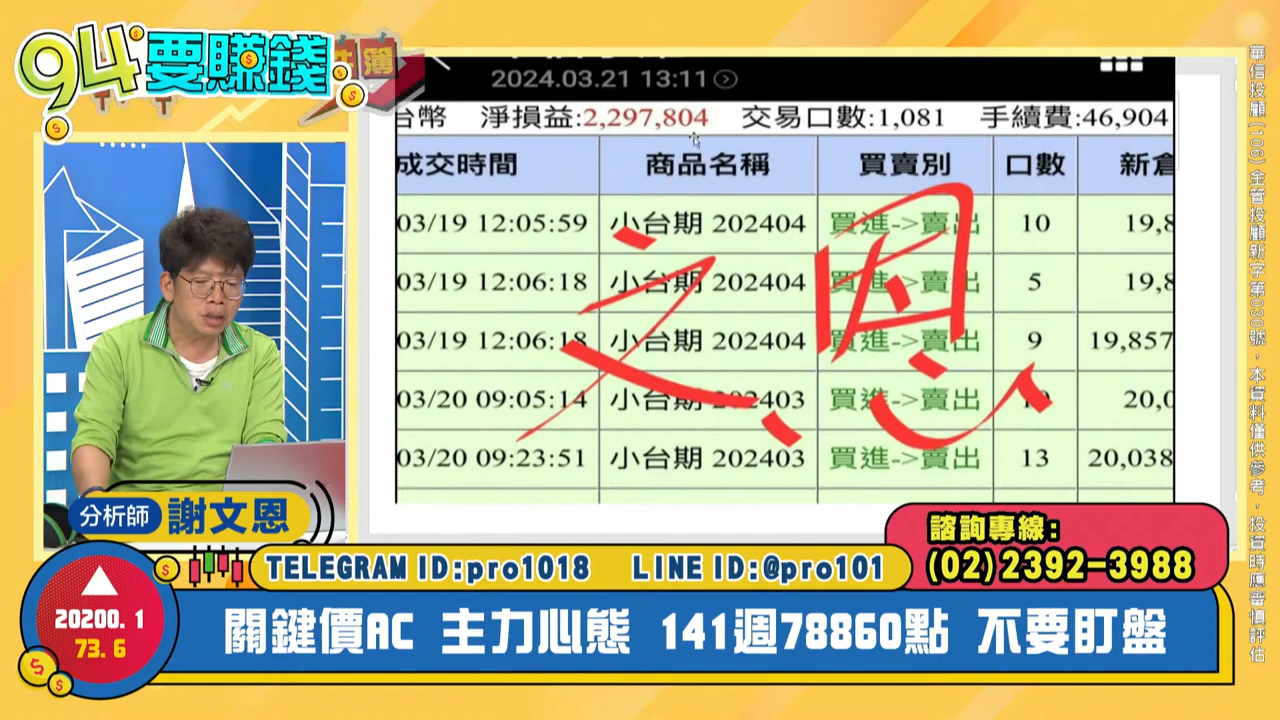 94要賺錢
簿
2024.03.21 13:11
台幣 淨損益:2,297,804 交易口數:1,081 手續費:46,904
成交時間 商品名稱 買賣別 口數 新倉
03/19 12:05:59 小台期 202404 買進->賣出 10 19,8
03/19 12:06:18 小台期 202404 買進->賣出 5 19,8
03/19 12:06:18 小台期 202404 買進->賣出 9 19,857
03/20 09:05:14 小台期 202403 買進->賣出 20,0
03/20 09:23:51 小台期 202403 買進->賣出 13 20,038
文恩
分析師 謝文恩
諮詢專線:
(02)2392-3988
TELEGRAM ID:pro1018 LINE ID:@pro101
20200.1
73.6
關鍵價AC 主力心態 141週78860點 不要盯盤
華信投顧(106)金管投顧新字第030號，本資料僅供參考，投資時應審慎評估